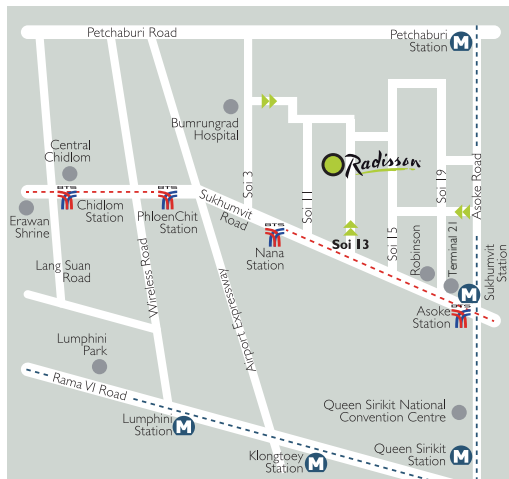 Petchaburi Road
Petchaburi
Station
M
Bumrungrad
Hospital
Central
Chidlom
Radisson
Soi 3
Soi 11
Soi 19
Asoke Road
BTS
Chidlom
Station
BTS
PhloenChit
Station
Erawan
Shrine
Sukhumvit
Road
BTS
Nana
Station
Soi 13
Soi 15
Robinson
Terminal 21
Sukhumvit
Station
M
BTS
Asoke
Station
Lang Suan
Road
Wireless Road
Airport Expressway
Lumphini
Park
Rama VI Road
Lumphini
Station
M
Queen Sirikit National
Convention Centre
Klongtoey
Station
M
Queen Sirikit
Station
M